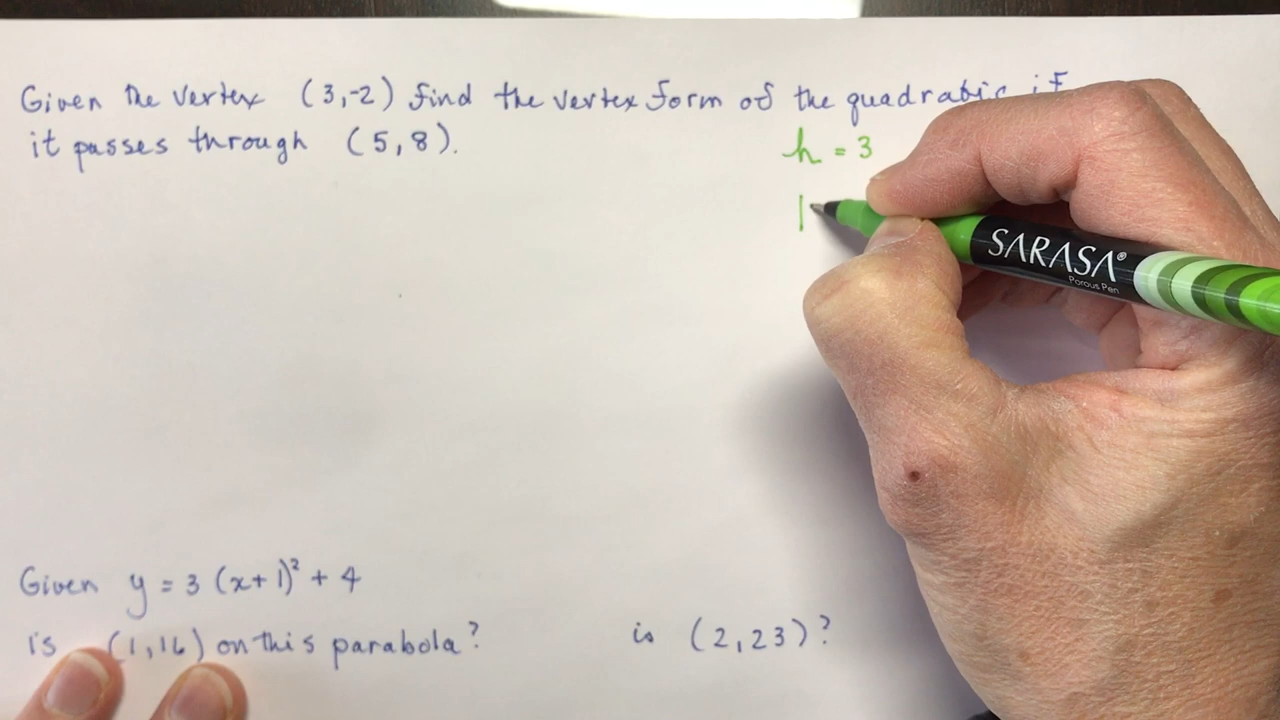 Given the vertex (3,-2) find the vertex form of the quadratic if
it passes through (5,8).
h = 3
SARASA®
Porous Pen
Given y = 3 (x+1)² + 4
is (1,16) on this parabola? is (2,23)?